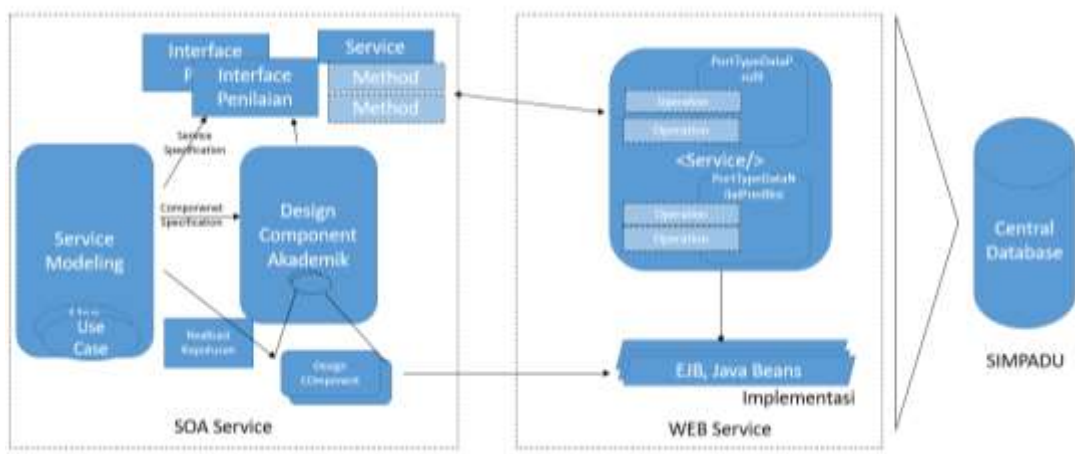 Interface
Interface
Penilaian
Service
Method
Method
Service
Specification
Componenet
Specification
Service
Modeling
Use
Case
Design
Component
Akademik
Design
COmponent
SOA Service
Operation
Operation
<Service/>
Operation
Operation
EJB, Java Beans
Implementasi
WEB Service
Central
Database
SIMPADU